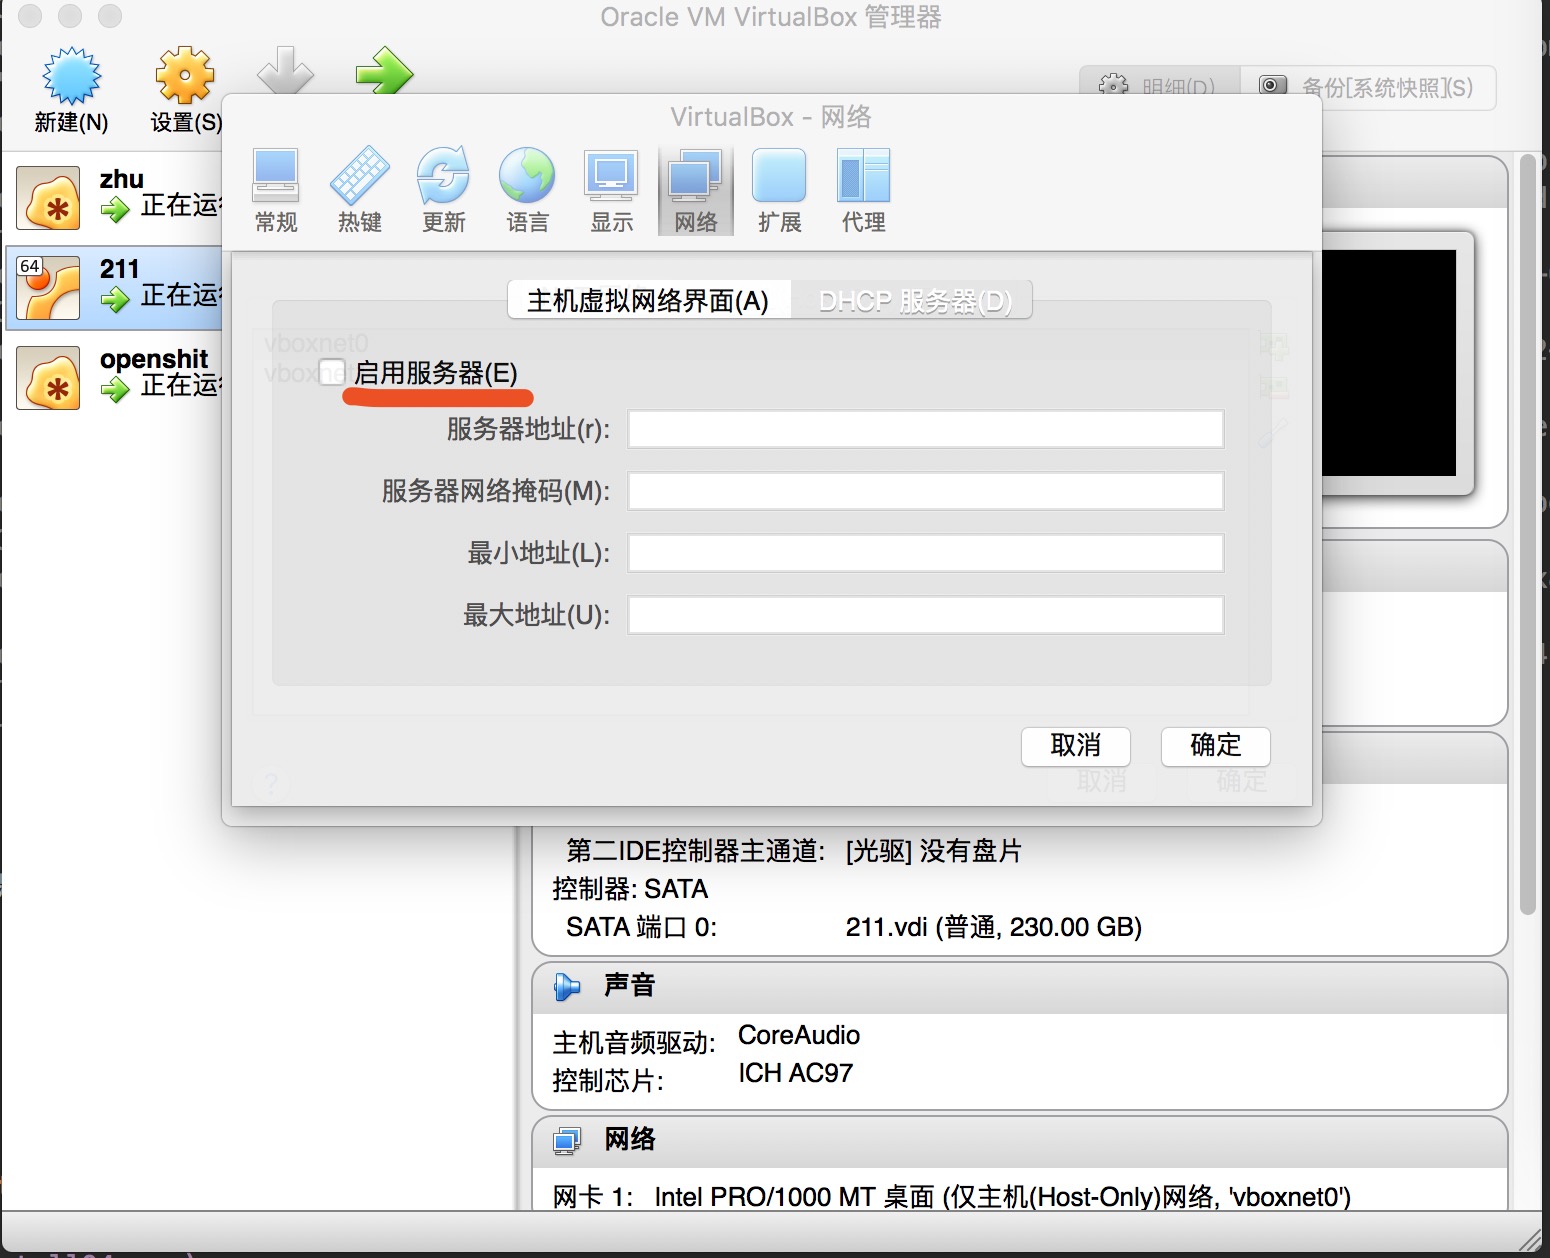 Oracle VM VirtualBox 管理器
新建(N)
设置(S)
明细(D)
备份[系统快照](S)
VirtualBox - 网络
常规
热键
更新
语言
显示
网络
扩展
代理
zhu
正在运
64
211
正在运
openshit
正在运
主机虚拟网络界面(A)
DHCP 服务器(D)
vboxnet0
启用服务器(E)
服务器地址(r):
服务器网络掩码(M):
最小地址(L):
最大地址(U):
取消
确定
?
取消
确定
第二IDE控制器主通道: [光驱] 没有盘片
控制器: SATA
SATA 端口 0: 211.vdi (普通, 230.00 GB)
声音
主机音频驱动: CoreAudio
控制芯片: ICH AC97
网络
网卡 1: Intel PRO/1000 MT 桌面 (仅主机(Host-Only)网络, 'vboxnet0')